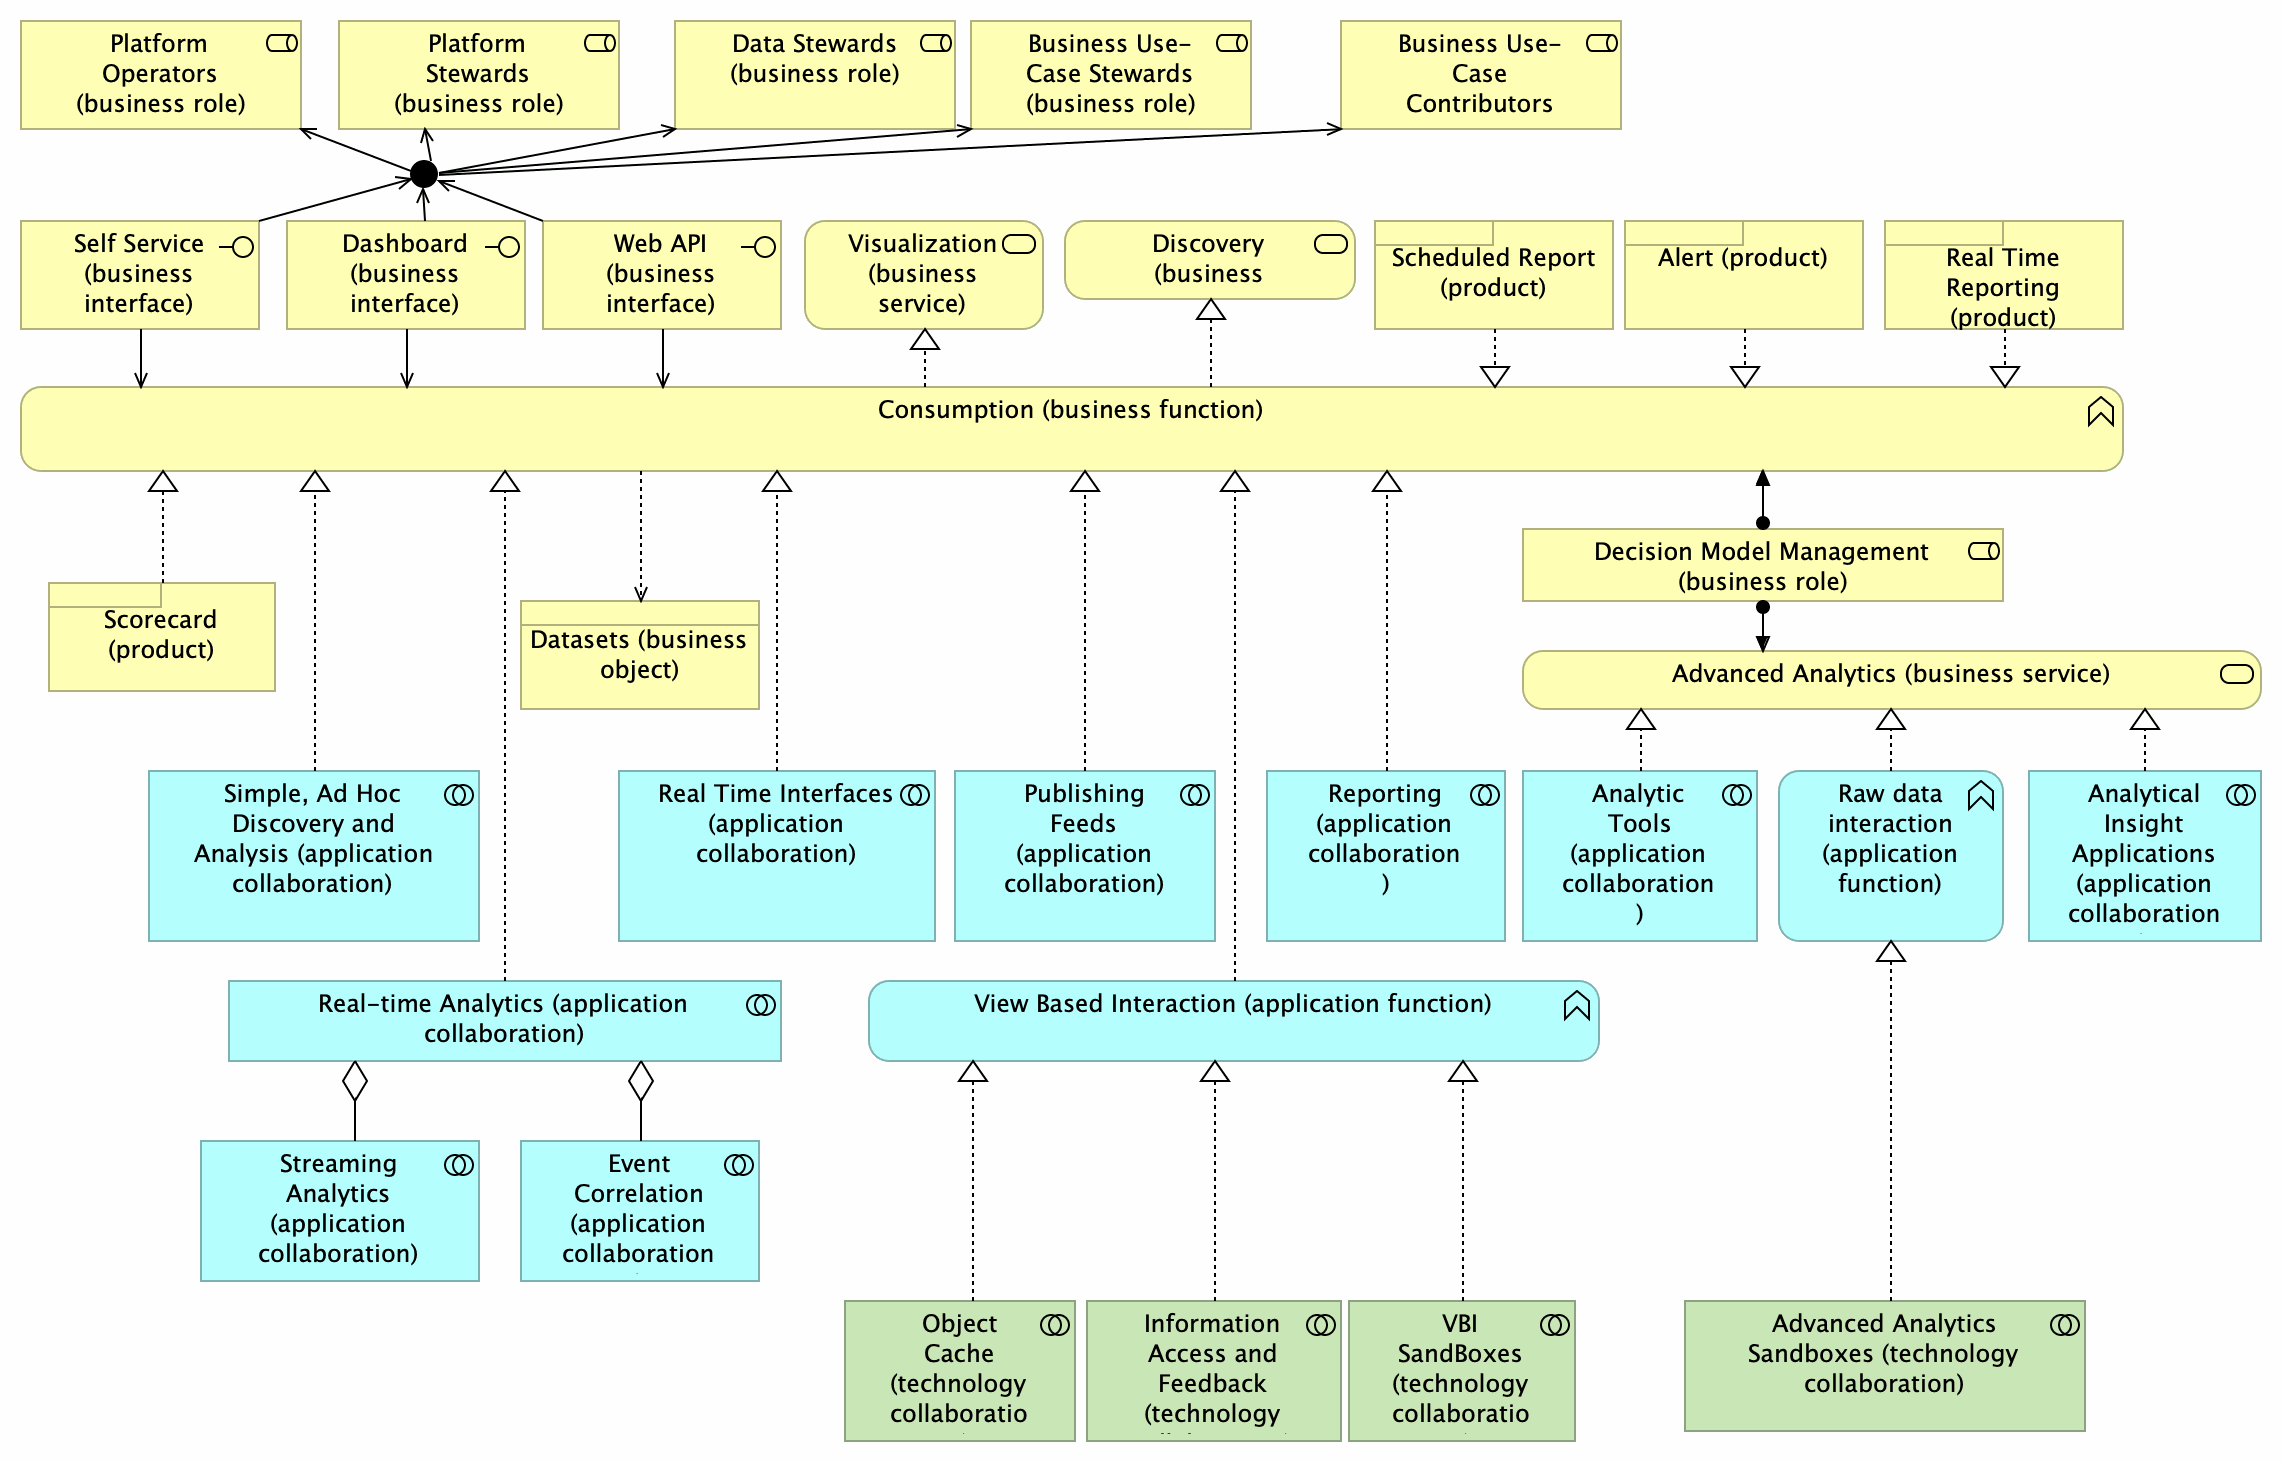 Platform
Operators
(business role)
Platform
Stewards
(business role)
Data Stewards
(business role)
Business Use-
Case Stewards
(business role)
Business Use-
Case
Contributors
Self Service
(business
interface)
Dashboard
(business
interface)
Web API
(business
interface)
Visualization
(business
service)
Discovery
(business
Scheduled Report
(product)
Alert (product)
Real Time
Reporting
(product)
Consumption (business function)
Decision Model Management
(business role)
Scorecard
(product)
Datasets (business
object)
Advanced Analytics (business service)
Simple, Ad Hoc
Discovery and
Analysis (application
collaboration)
Real Time Interfaces
(application
collaboration)
Publishing
Feeds
(application
collaboration)
Reporting
(application
collaboration
)
Analytic
Tools
(application
collaboration
)
Raw data
interaction
(application
function)
Analytical
Insight
Applications
(application
collaboration
Real-time Analytics (application
collaboration)
View Based Interaction (application function)
Streaming
Analytics
(application
collaboration)
Event
Correlation
(application
collaboration
Object
Cache
(technology
collaboratio
Information
Access and
Feedback
(technology
VBI
SandBoxes
(technology
collaboratio
Advanced Analytics
Sandboxes (technology
collaboration)